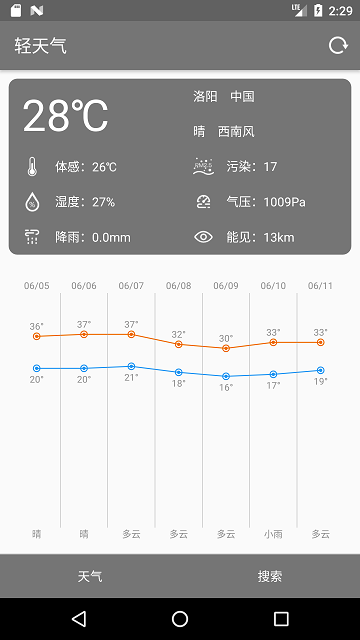 LTE 2:29
轻天气
28℃
洛阳 中国
晴 西南风
体感：26℃
PM2.5 污染：17
% 湿度：27%
气压：1009Pa
降雨：0.0mm
能见：13km
06/05 06/06 06/07 06/08 06/09 06/10 06/11
36° 37° 37° 32° 30° 33° 33°
20° 20° 21° 18° 16° 17° 19°
晴 晴 多云 多云 多云 小雨 多云
天气 搜索